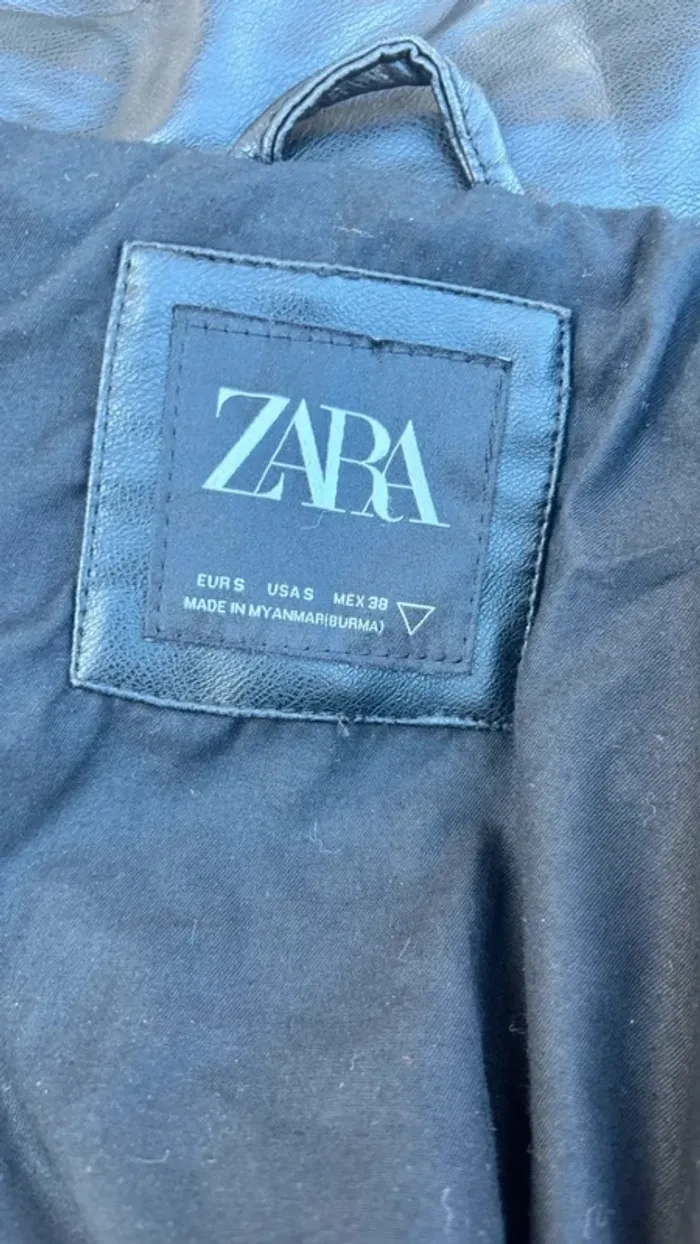 ZARA
EUR S USA S MEX 38
MADE IN MYANMAR(BURMA)